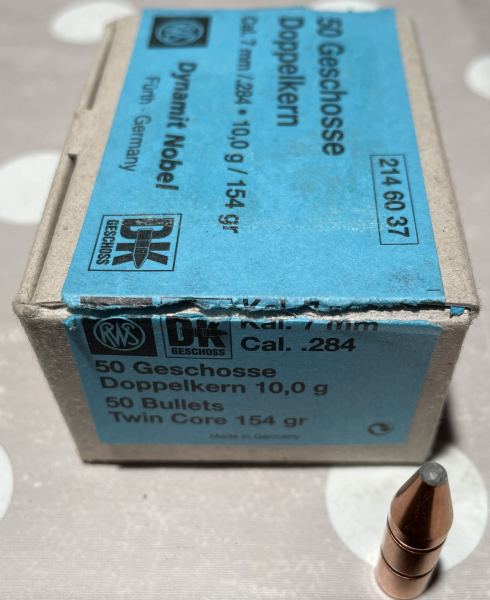 50 Geschosse
Doppelkern
Cal. 7 mm/.284 • 10,0 g / 154 gr
RWS
Dynamit Nobel
Fürth · Germany
214 60 37
DK
GESCHOSS
RWS
DK
GESCHOSS
Kal. 7 mm
Cal. .284
50 Geschosse
Doppelkern 10,0 g
50 Bullets
Twin Core 154 gr
Made in Germany